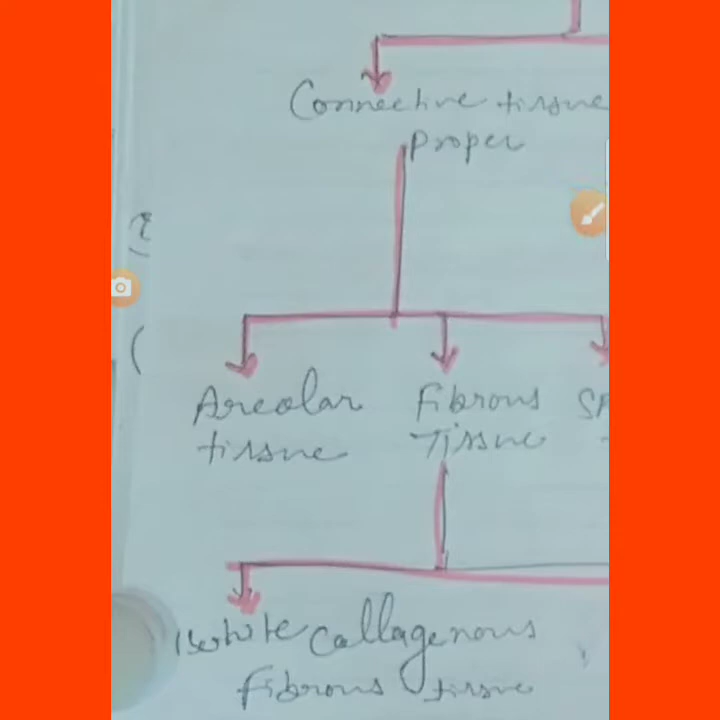 Connective tissue
proper
Areolar
tissue
Fibrous
Tissue
White Collagenous
Fibrous tissue